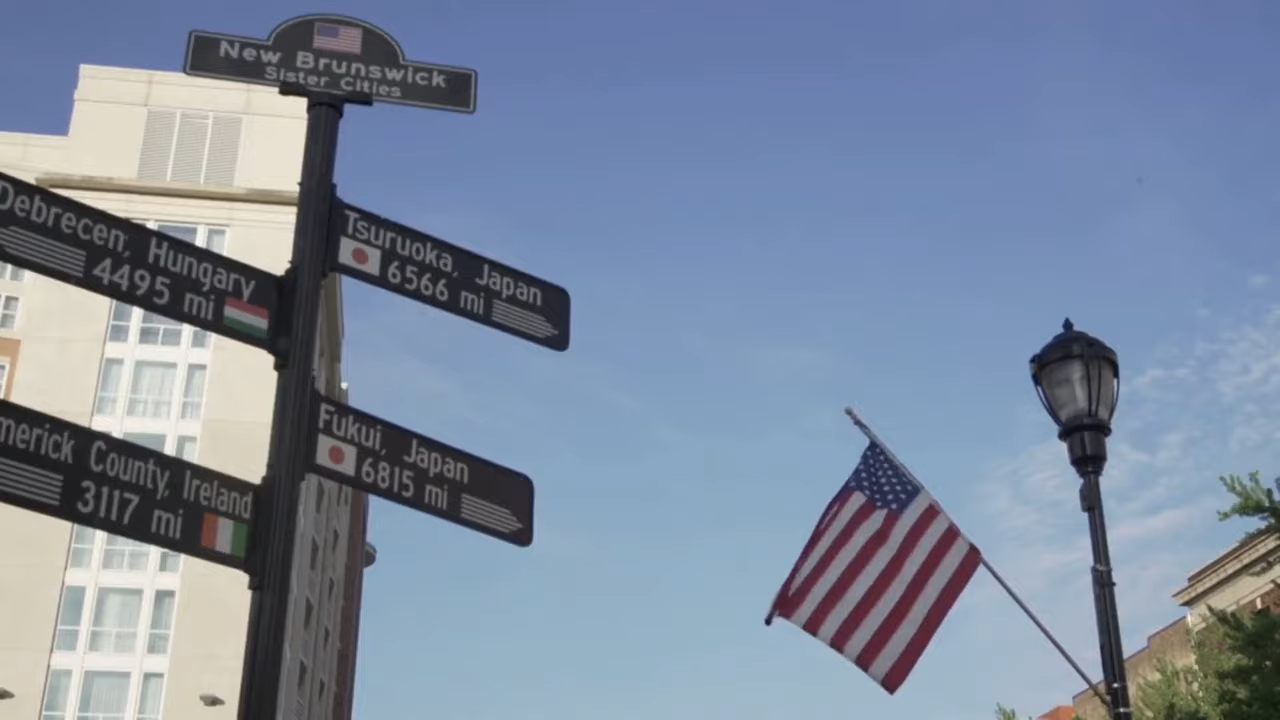 New Brunswick
Sister Cities
Debrecen, Hungary
4495 mi
Tsuruoka, Japan
6566 mi
County, Ireland
3117 mi
Fukui, Japan
6815 mi